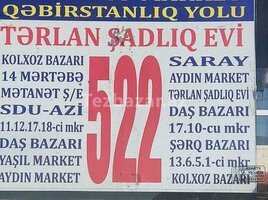 QƏBİRSTANLIQ YOLU
TƏRLAN ŞADLIQ EVİ
KOLXOZ BAZARI
14 MƏRTƏBƏ
MƏTANƏT Ş/E
SDU-AZİ
11.12.17.18-ci mkr
DAŞ BAZARI
YAŞIL MARKET
AYDIN MARKET
522
SARAY
AYDIN MARKET
TƏRLAN ŞADLIQ EVİ
DAŞ BAZARI
17.10-cu mkr
ŞƏRQ BAZARI
13.6.5.1-ci mkr
KOLXOZ BAZARI